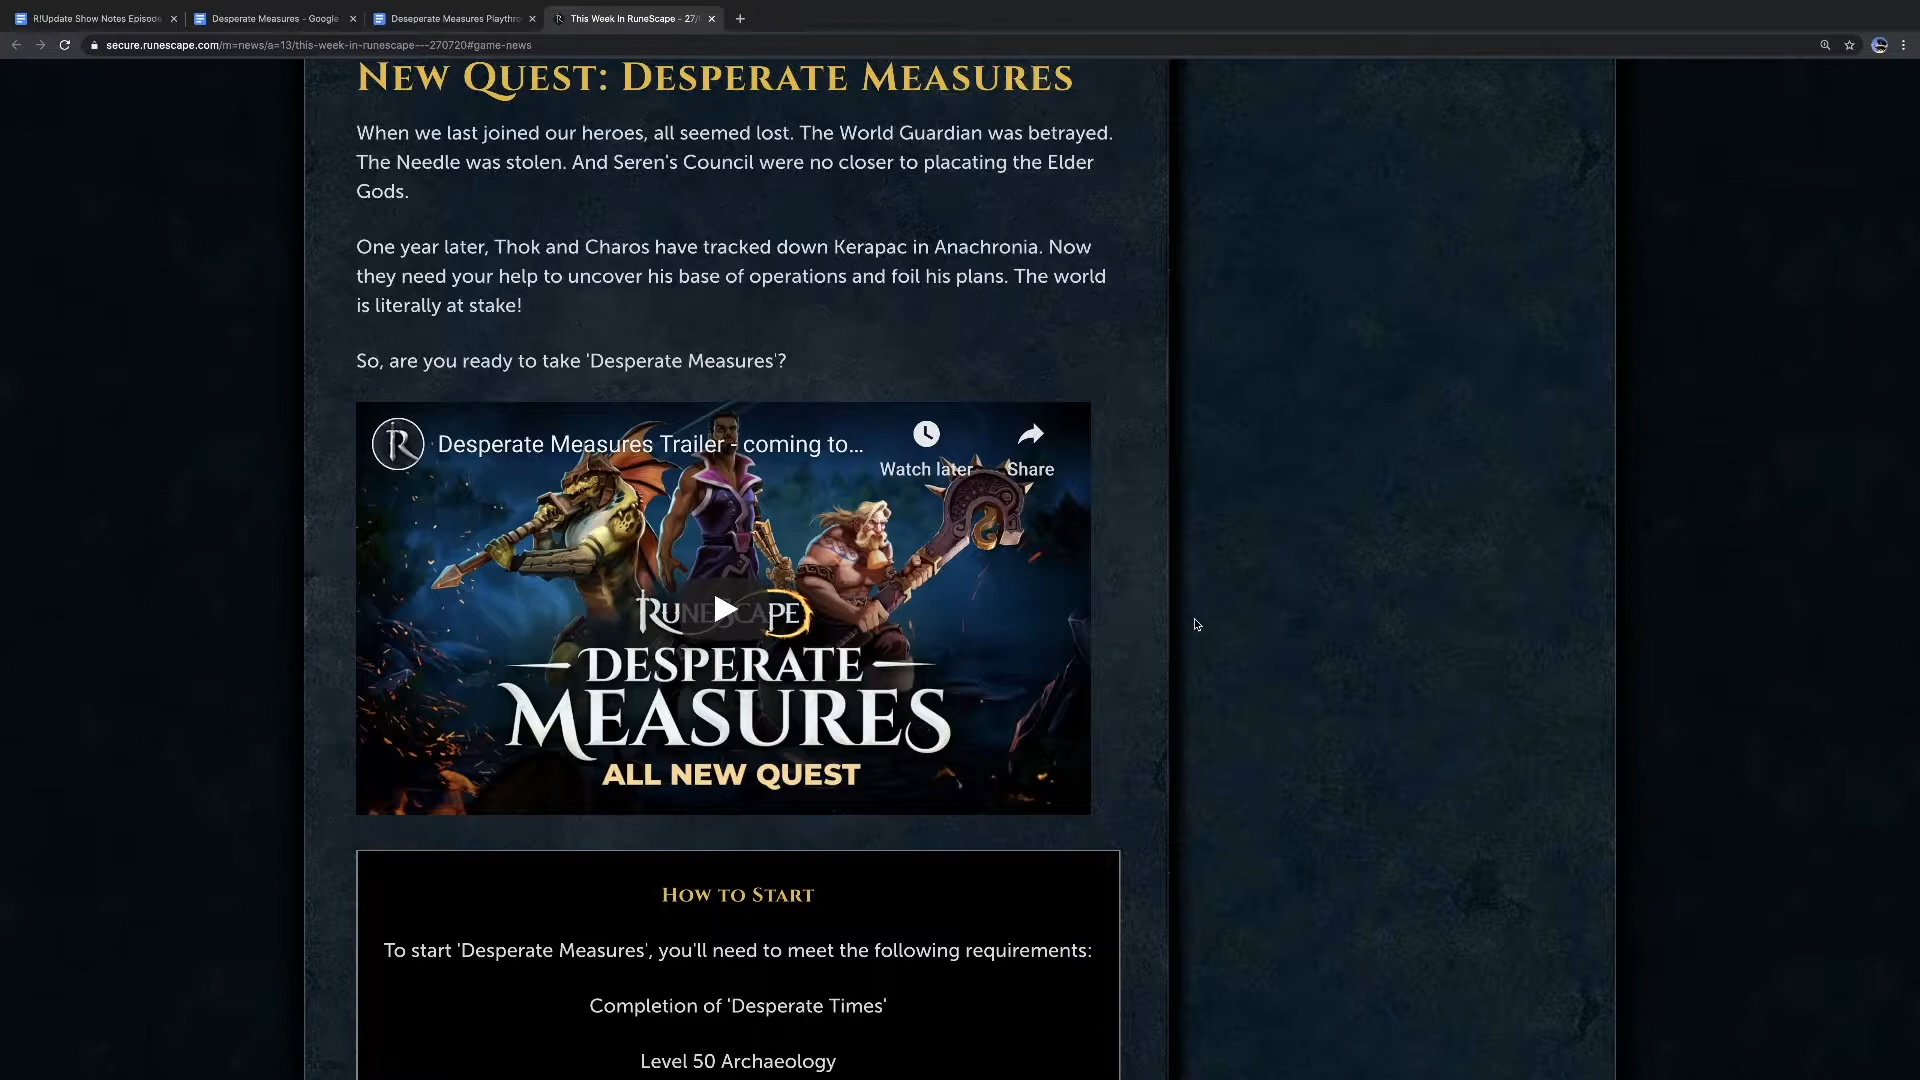 R!Update Show Notes Episode
Desperate Measures - Google
Deseperate Measures Playthro
This Week In RuneScape - 27/
secure.runescape.com/m=news/a=13/this-week-in-runescape---270720#game-news
New Quest: Desperate Measures
When we last joined our heroes, all seemed lost. The World Guardian was betrayed.
The Needle was stolen. And Seren's Council were no closer to placating the Elder
Gods.
One year later, Thok and Charos have tracked down Kerapac in Anachronia. Now
they need your help to uncover his base of operations and foil his plans. The world
is literally at stake!
So, are you ready to take 'Desperate Measures'?
Desperate Measures Trailer - coming to...
Watch later
Share
RuneScape
Desperate
Measures
ALL NEW QUEST
How to Start
To start 'Desperate Measures', you'll need to meet the following requirements:
Completion of 'Desperate Times'
Level 50 Archaeology